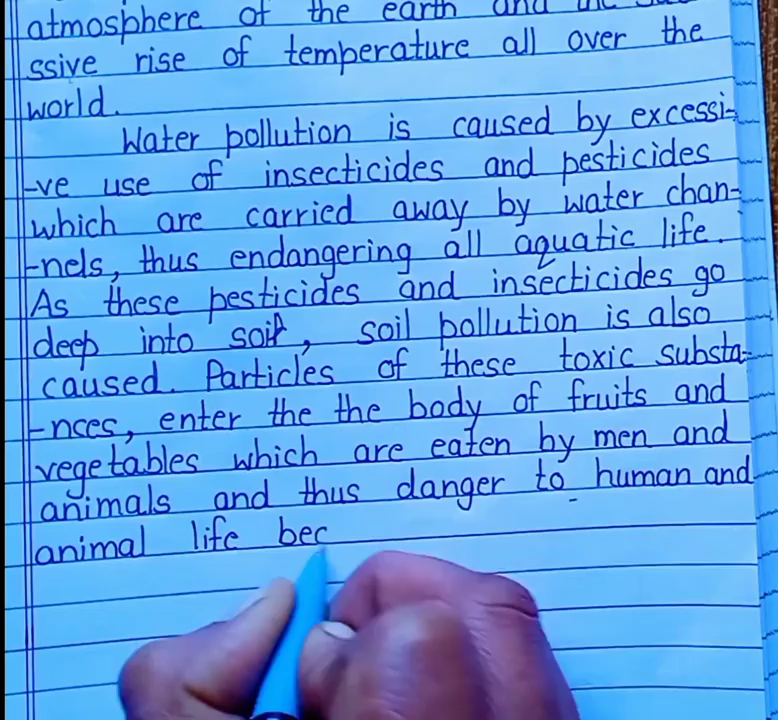 atmosphere of the earth and the
ssive rise of temperature all over the
world.
Water pollution is caused by excessi-
-ve use of insecticides and pesticides
which are carried away by water chan-
-nels, thus endangering all aquatic life.
As these pesticides and insecticides go
deep into soil, soil pollution is also
caused. Particles of these toxic substa-
-nces, enter the the body of fruits and
vegetables which are eaten by men and
animals and thus danger to human and
animal life bec